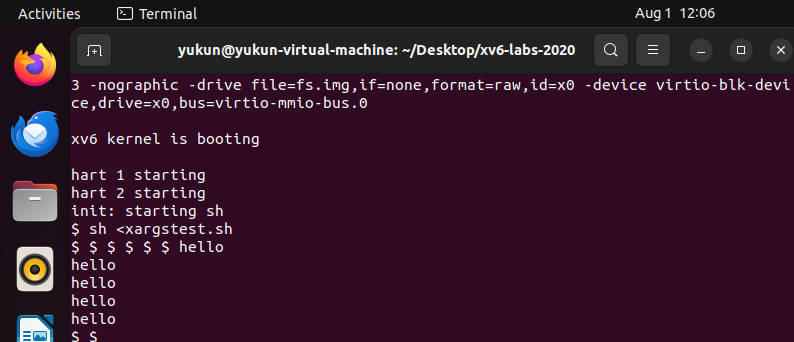 Activities Terminal Aug 1 12:06
yukun@yukun-virtual-machine: ~/Desktop/xv6-labs-2020
3 -nographic -drive file=fs.img,if=none,format=raw,id=x0 -device virtio-blk-devi
ce,drive=x0,bus=virtio-mmio-bus.0
xv6 kernel is booting
hart 1 starting
hart 2 starting
init: starting sh
$ sh <xargstest.sh
$ $ $ $ $ $ hello
hello
hello
hello
hello
$ $